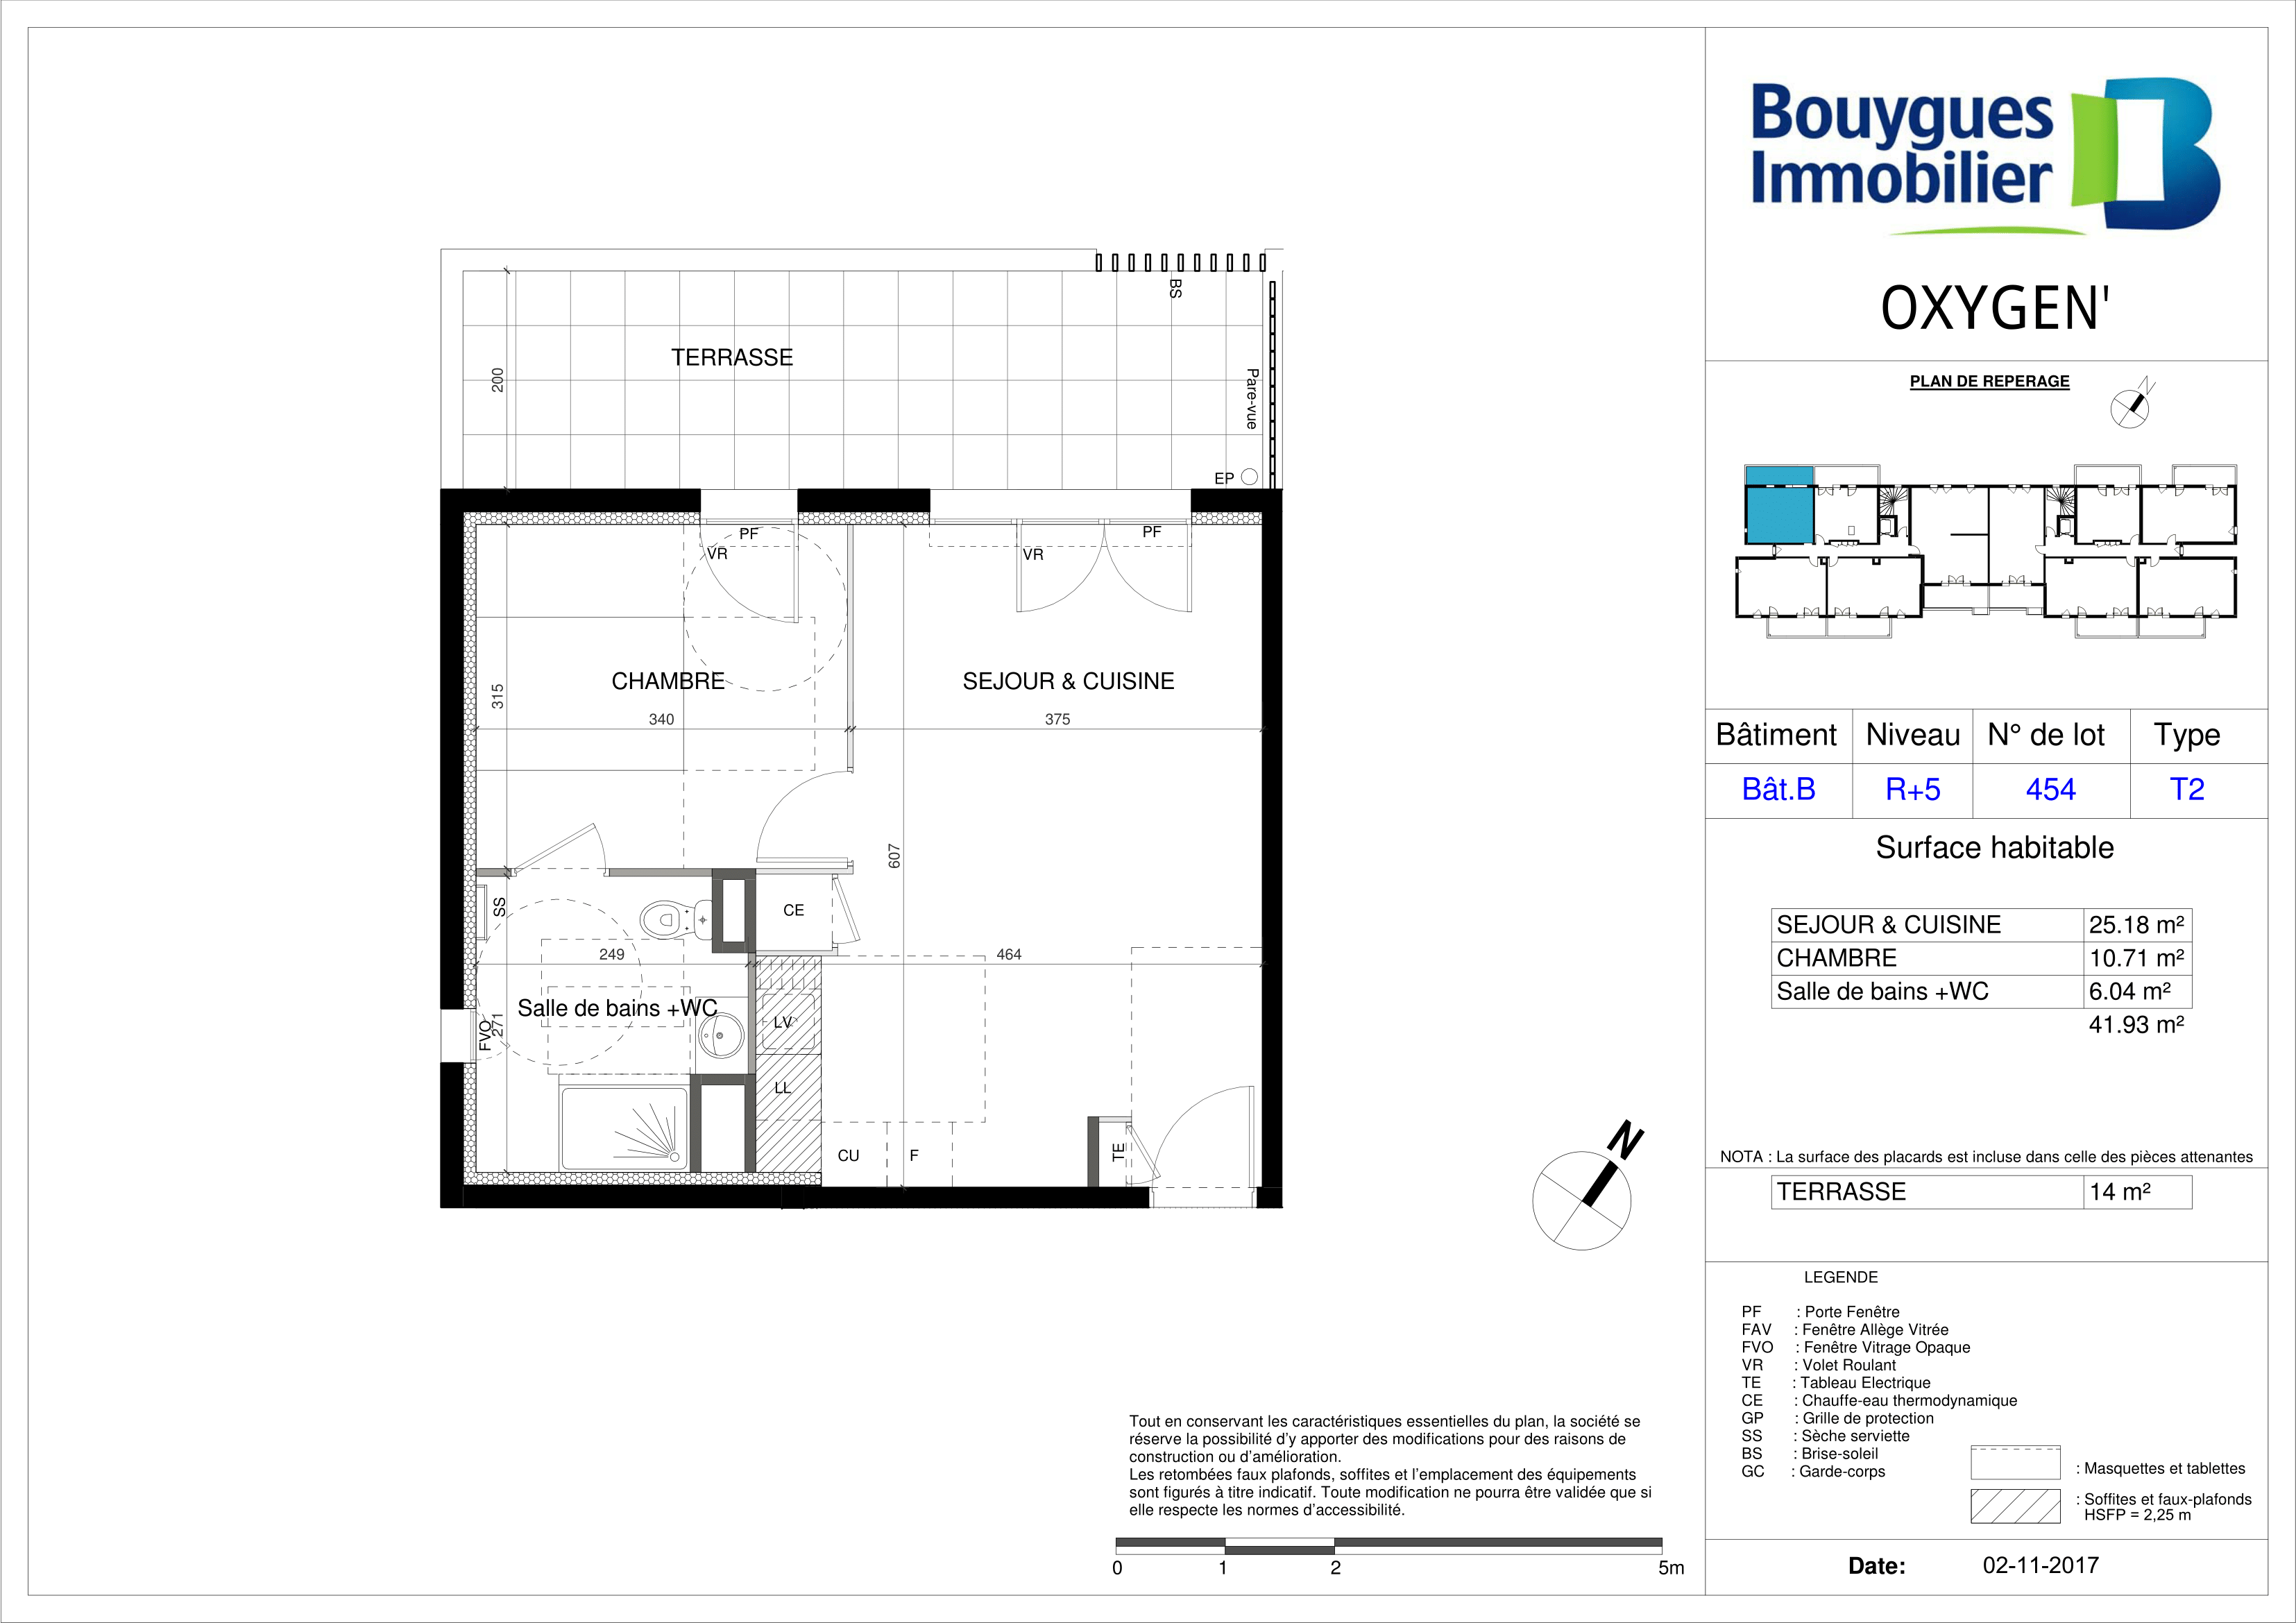 Bouygues
Immobilier
OXYGEN'
PLAN DE REPERAGE
N
Bâtiment Niveau N° de lot Type
Bât.B R+5 454 T2
Surface habitable
SEJOUR & CUISINE 25.18 m²
CHAMBRE 10.71 m²
Salle de bains +WC 6.04 m²
41.93 m²
NOTA : La surface des placards est incluse dans celle des pièces attenantes
TERRASSE 14 m²
LEGENDE
PF : Porte Fenêtre
FAV : Fenêtre Allège Vitrée
FVO : Fenêtre Vitrage Opaque
VR : Volet Roulant
TE : Tableau Electrique
CE : Chauffe-eau thermodynamique
GP : Grille de protection
SS : Sèche serviette
BS : Brise-soleil
GC : Garde-corps
: Masquettes et tablettes
: Soffites et faux-plafonds
HSFP = 2,25 m
Date: 02-11-2017
BS
TERRASSE
200
Pare-vue
EP
PF
VR
PF
VR
CHAMBRE
SEJOUR & CUISINE
315
340
375
607
SS
CE
249
464
Salle de bains +WC
FVO
271
LV
LL
CU
F
TE
N
Tout en conservant les caractéristiques essentielles du plan, la société se
réserve la possibilité d'y apporter des modifications pour des raisons de
construction ou d'amélioration.
Les retombées faux plafonds, soffites et l'emplacement des équipements
sont figurés à titre indicatif. Toute modification ne pourra être validée que si
elle respecte les normes d'accessibilité.
0 1 2 5m